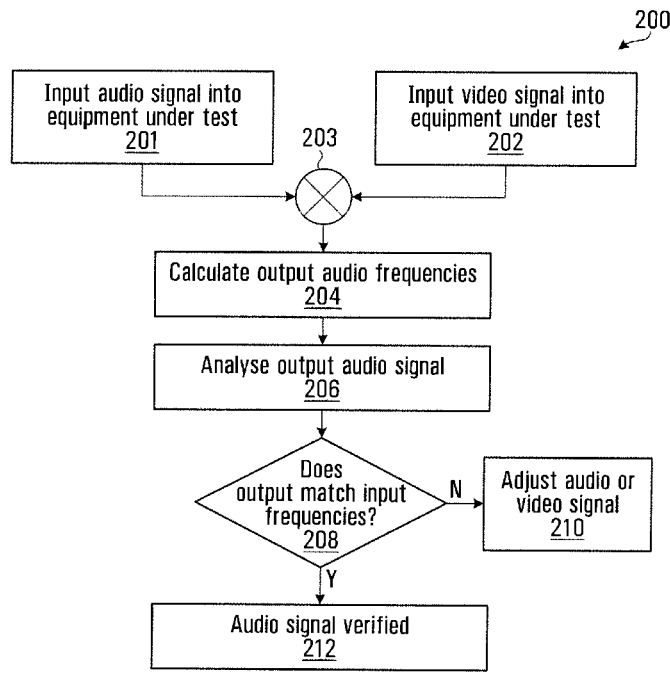 200
Input audio signal into
equipment under test
201
Input video signal into
equipment under test
202
203
Calculate output audio frequencies
204
Analyse output audio signal
206
Does
output match input
frequencies?
208
N
Adjust audio or
video signal
210
Y
Audio signal verified
212